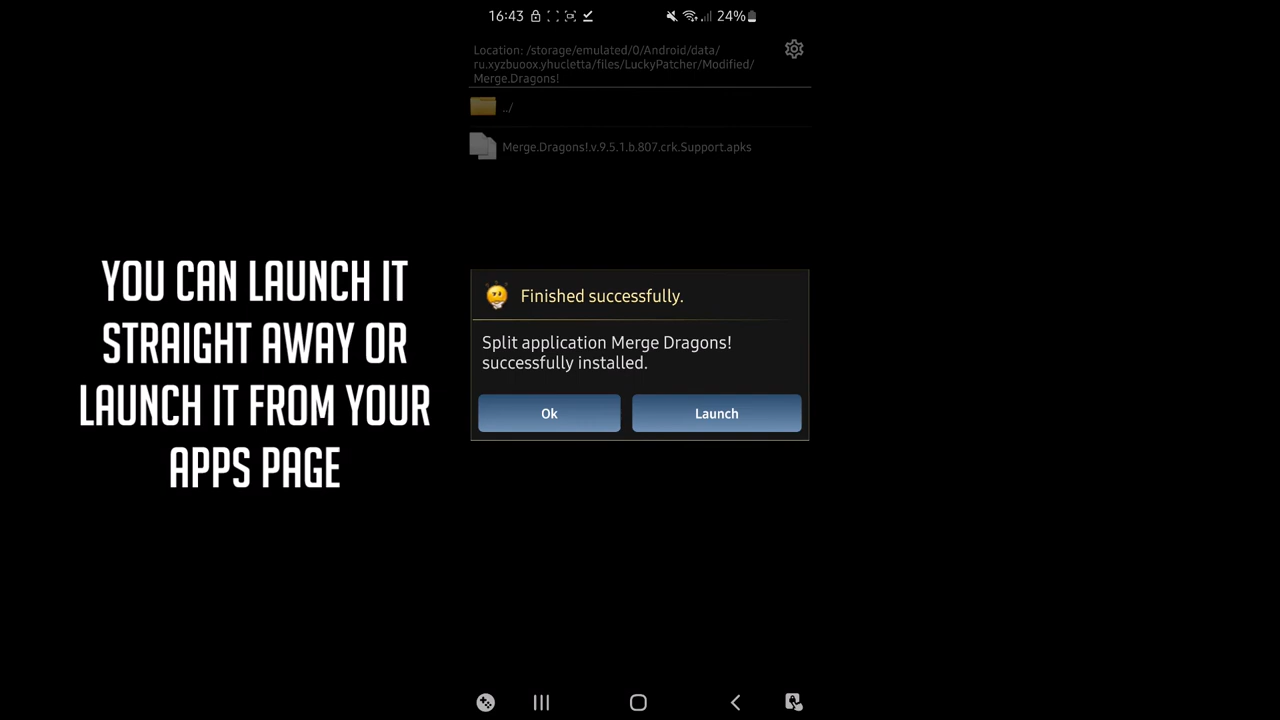 16:43
24%
Location: /storage/emulated/0/Android/data/
ru.xyzbuoox.yhucletta/files/LuckyPatcher/Modified/
Merge.Dragons!
../
Merge.Dragons!.v.9.5.1.b.807.crk.Support.apks
YOU CAN LAUNCH IT
STRAIGHT AWAY OR
LAUNCH IT FROM YOUR
APPS PAGE
Finished successfully.
Split application Merge Dragons!
successfully installed.
Ok
Launch